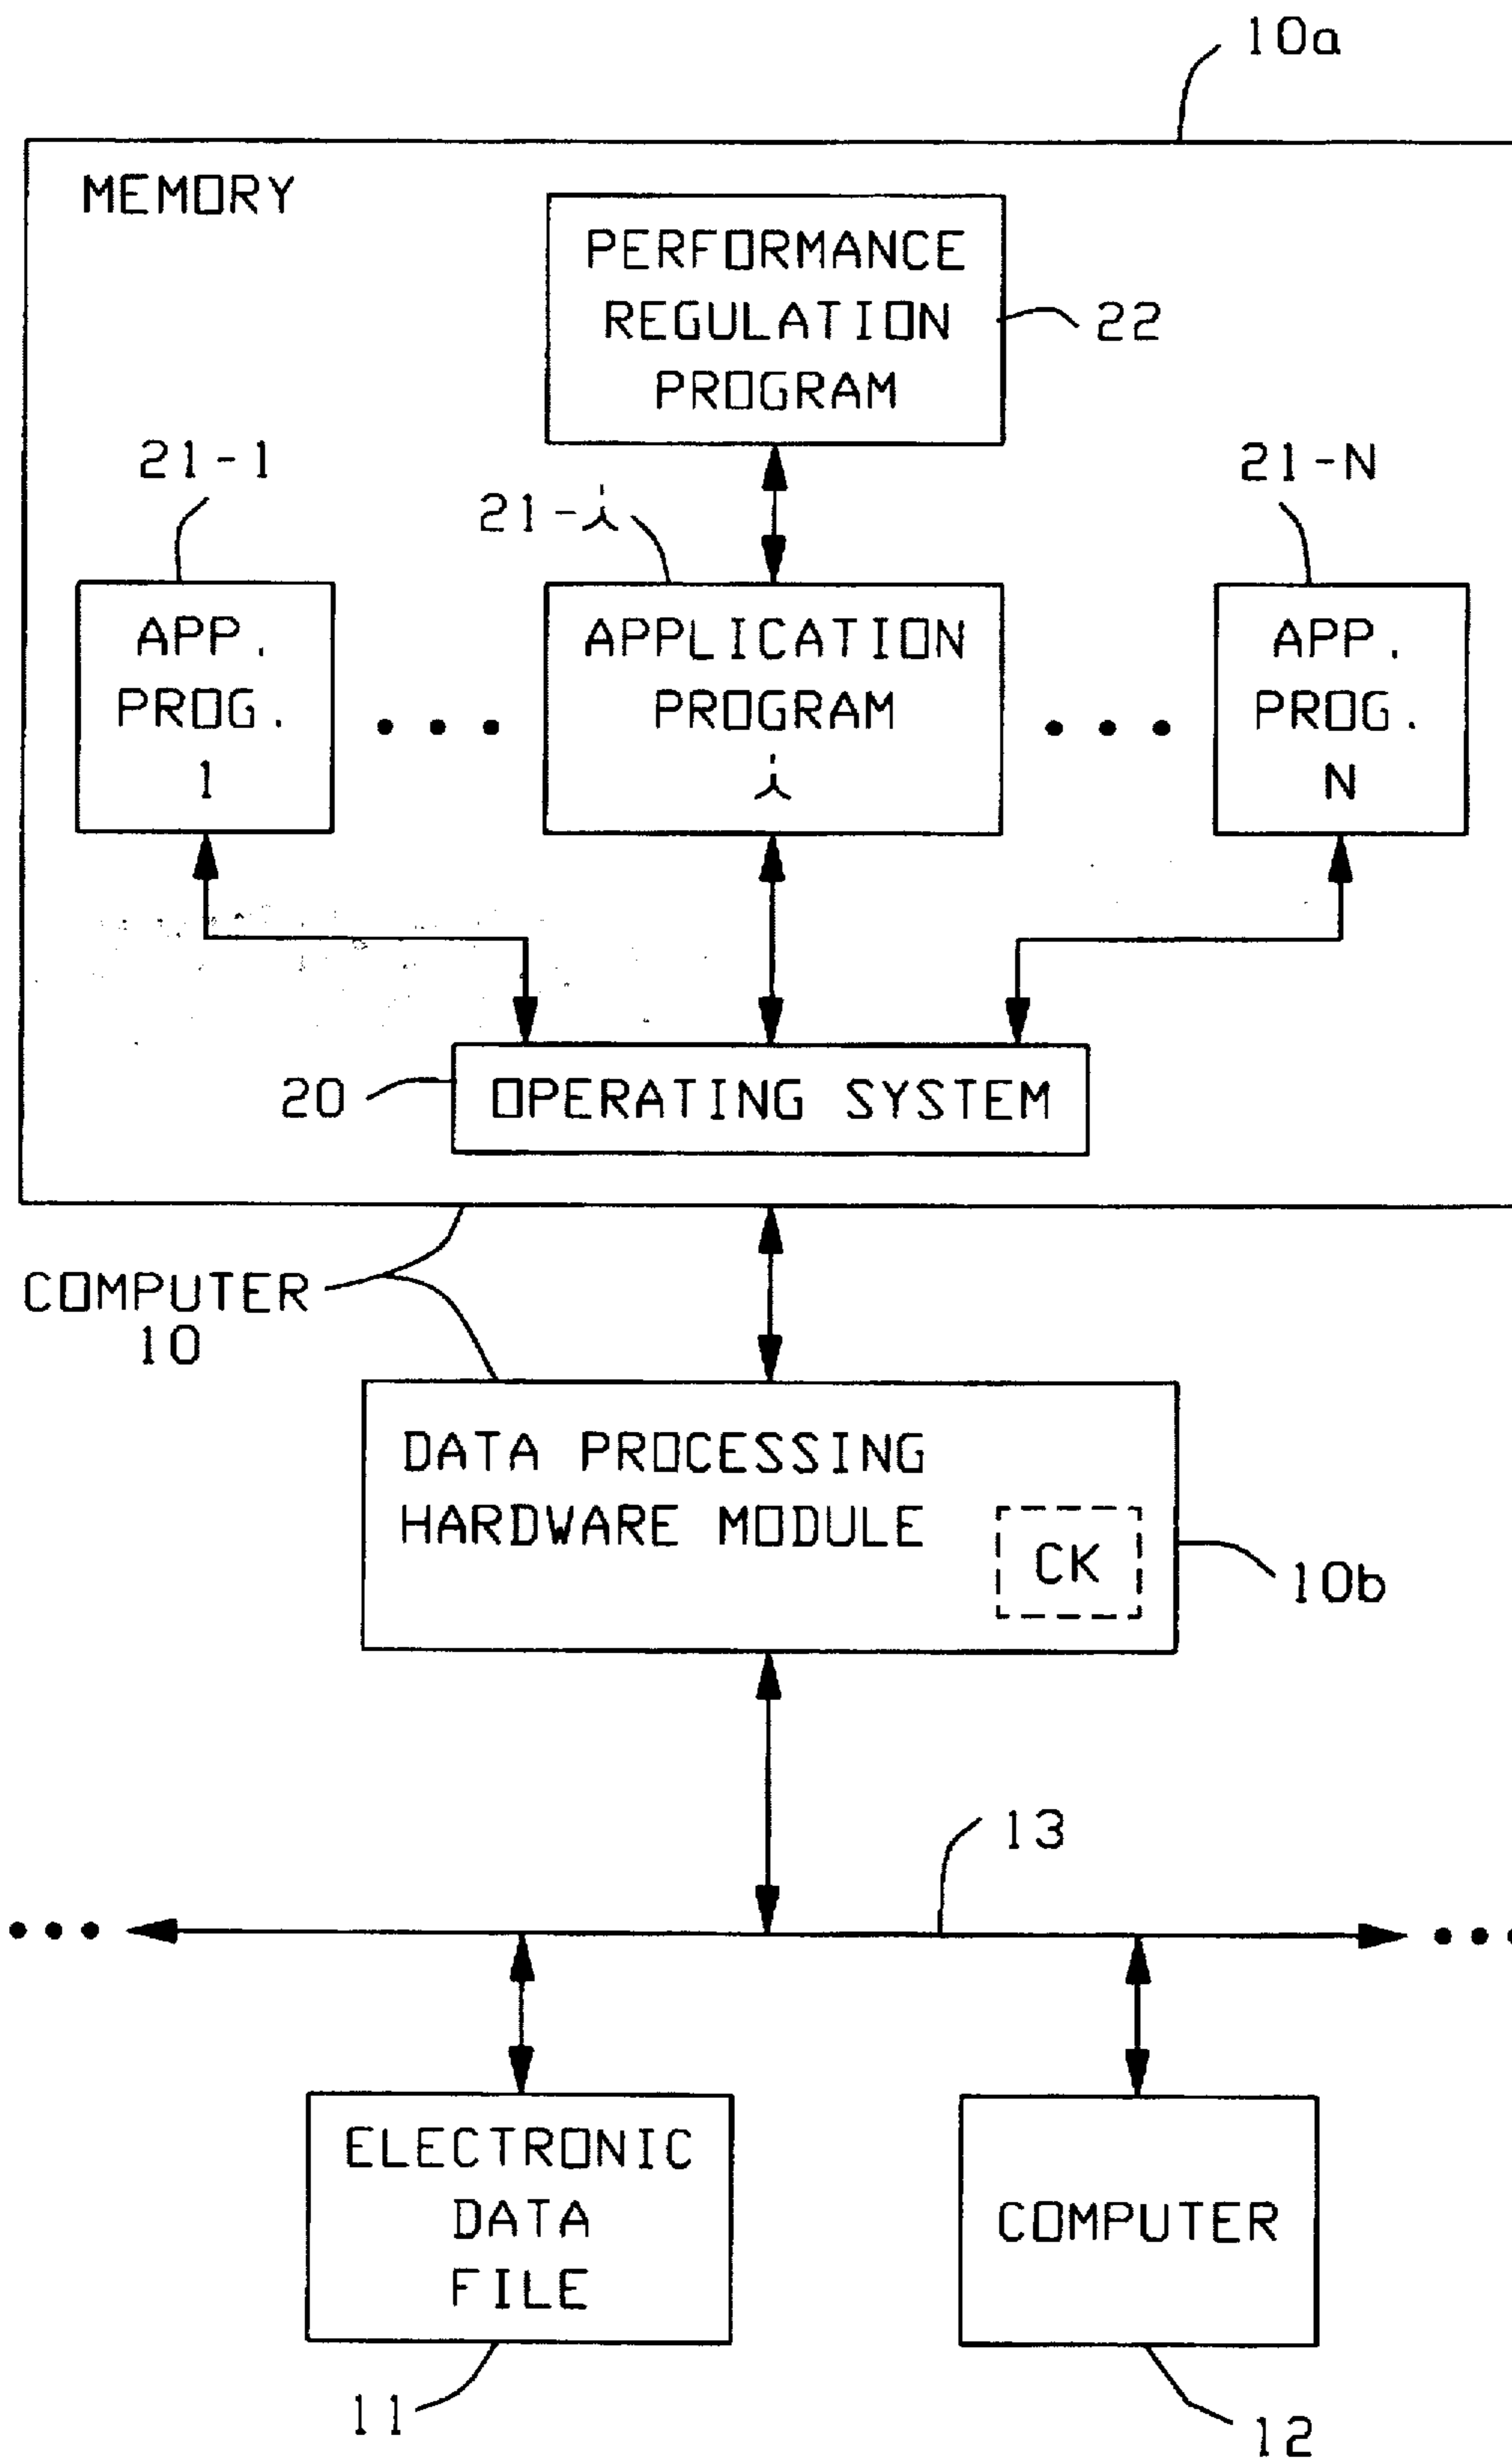 10a
MEMORY
PERFORMANCE
REGULATION
PROGRAM
22
21-1
21-i
21-N
APP.
PROG.
1
• • •
APPLICATION
PROGRAM
i
• • •
APP.
PROG.
N
20
OPERATING SYSTEM
COMPUTER
10
DATA PROCESSING
HARDWARE MODULE
CK
10b
13
• • •
• • •
ELECTRONIC
DATA
FILE
COMPUTER
11
12